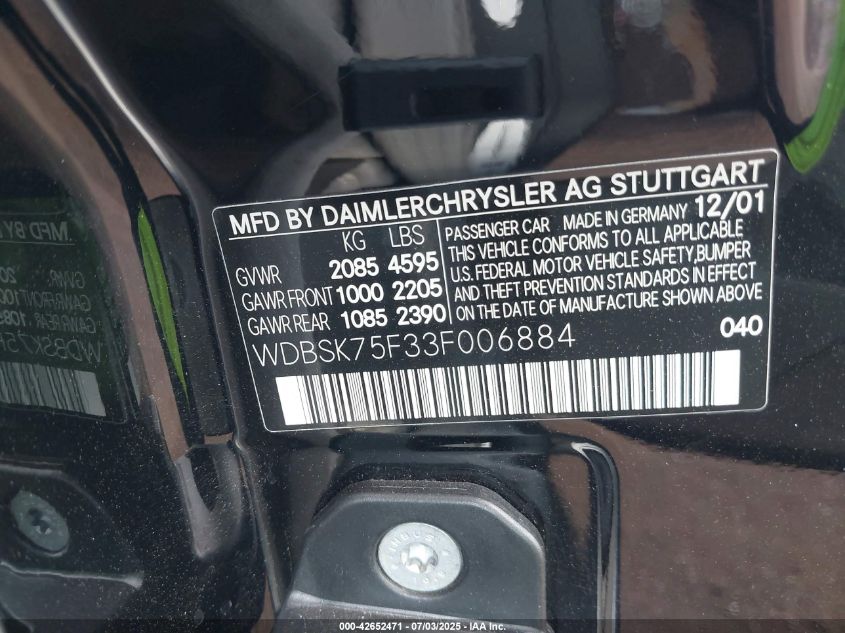 MFD BY DAIMLERCHRYSLER AG STUTTGART
KG LBS
GVWR 2085 4595
GAWR FRONT 1000 2205
GAWR REAR 1085 2390
PASSENGER CAR MADE IN GERMANY 12/01
THIS VEHICLE CONFORMS TO ALL APPLICABLE
U.S. FEDERAL MOTOR VEHICLE SAFETY,BUMPER
AND THEFT PREVENTION STANDARDS IN EFFECT
ON THE DATE OF MANUFACTURE SHOWN ABOVE
040
WDBSK75F33F006884
000-42652471 - 07/03/2025 - IAA Inc.